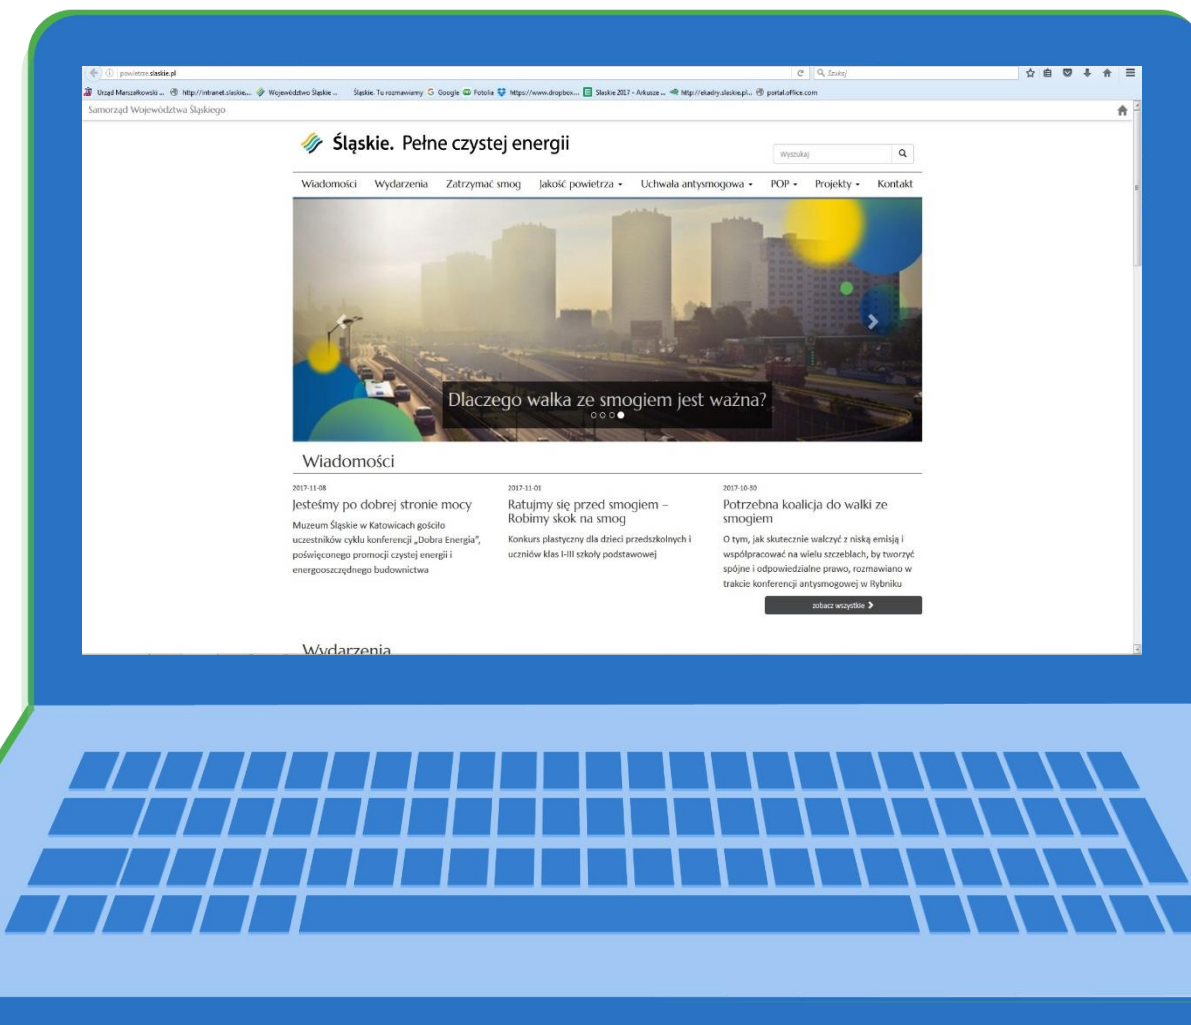 powietrze.slaskie.pl
Szukaj
Urząd Marszałkowski ... http://intranet.slaskie.... Województwo Śląskie ... Śląskie. Tu rozmawiamy Google Fotolia https://www.dropbox... Slaskie 2017 - Arkusze ... http://ekadry.slaskie.pl... portal.office.com
Samorząd Województwa Śląskiego
Śląskie. Pełne czystej energii
Wyszukaj
Wiadomości Wydarzenia Zatrzymać smog Jakość powietrza Uchwała antysmogowa POP Projekty Kontakt
Dlaczego walka ze smogiem jest ważna?
Wiadomości
2017-11-08
Jesteśmy po dobrej stronie mocy
Muzeum Śląskie w Katowicach gościło
uczestników cyklu konferencji „Dobra Energia”,
poświęconego promocji czystej energii i
energooszczędnego budownictwa
2017-11-01
Ratujmy się przed smogiem –
Robimy skok na smog
Konkurs plastyczny dla dzieci przedszkolnych i
uczniów klas I-III szkoły podstawowej
2017-10-30
Potrzebna koalicja do walki ze
smogiem
O tym, jak skutecznie walczyć z niską emisją i
współpracować na wielu szczeblach, by tworzyć
spójne i odpowiedzialne prawo, rozmawiano w
trakcie konferencji antysmogowej w Rybniku
zobacz wszystkie
Wydarzenia